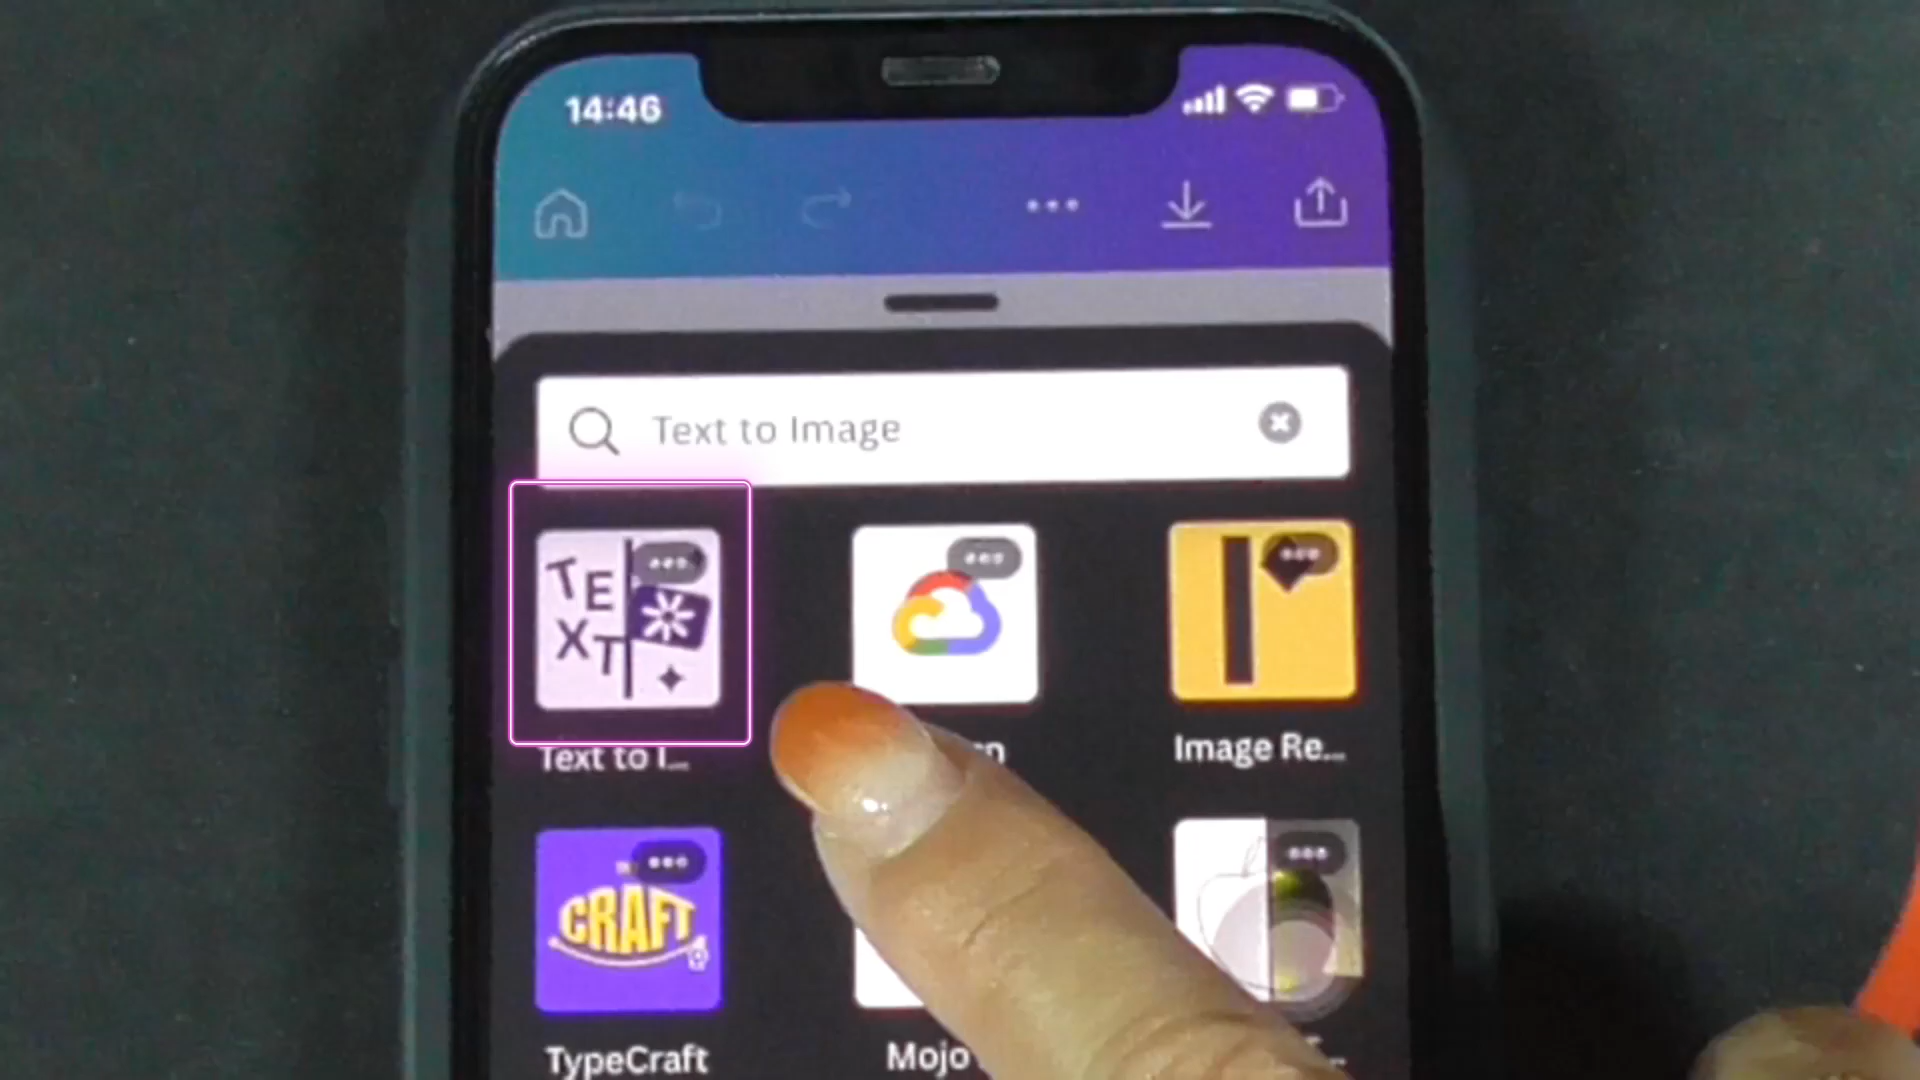 14:46
Text to Image
TE
XT
Text to I...
Image Re...
CRAFT
TypeCraft
Mojo